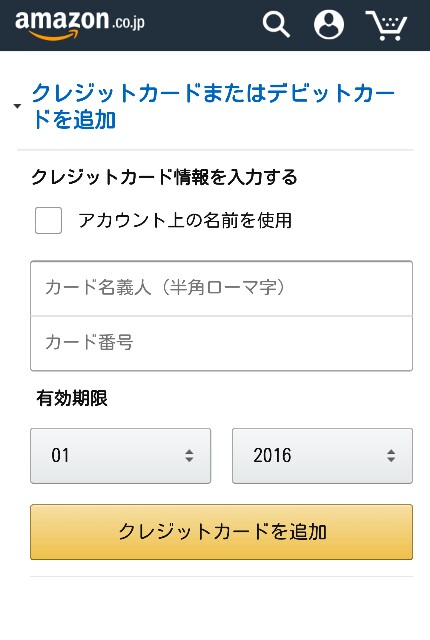 amazon.co.jp
クレジットカードまたはデビットカー
ドを追加
クレジットカード情報を入力する
アカウント上の名前を使用
カード名義人（半角ローマ字）
カード番号
有効期限
01 2016
クレジットカードを追加